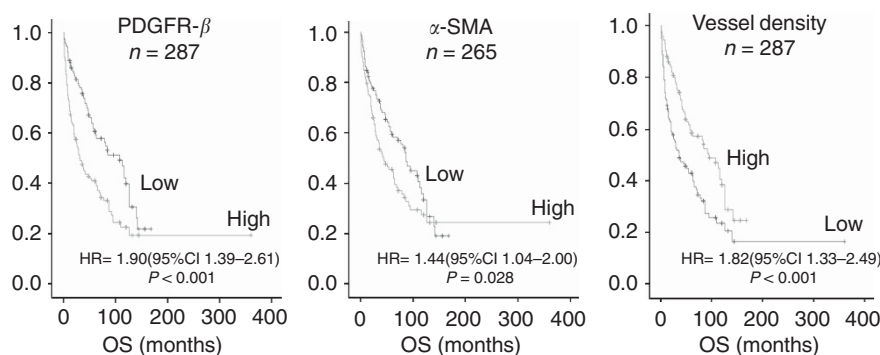 PDGFR-β
n = 287
1.0
0.8
0.6
0.4
0.2
0.0
Low
High
HR= 1.90(95%CI 1.39–2.61)
P < 0.001
0 100 200 300 400
OS (months)
α-SMA
n = 265
1.0
0.8
0.6
0.4
0.2
0.0
Low
High
HR= 1.44(95%CI 1.04–2.00)
P = 0.028
0 100 200 300 400
OS (months)
Vessel density
n = 287
1.0
0.8
0.6
0.4
0.2
0.0
High
Low
HR= 1.82(95%CI 1.33–2.49)
P < 0.001
0 100 200 300 400
OS (months)